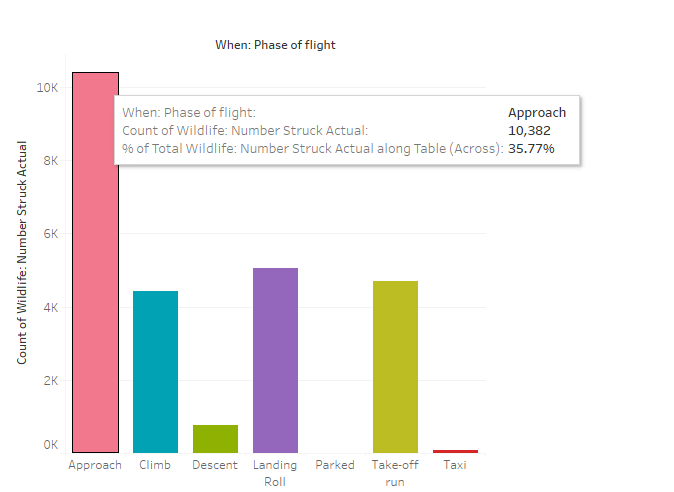 When: Phase of flight
Count of Wildlife: Number Struck Actual
10K
8K
6K
4K
2K
0K
When: Phase of flight: Approach
Count of Wildlife: Number Struck Actual: 10,382
% of Total Wildlife: Number Struck Actual along Table (Across): 35.77%
Approach Climb Descent Landing Parked Take-off Taxi
Roll run